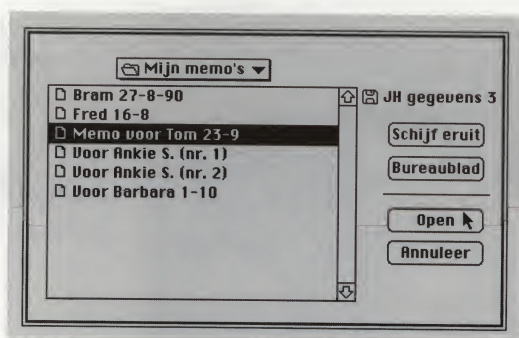 Mijn memo's
Bram 27-8-90
Fred 16-8
Memo voor Tom 23-9
Voor Ankie S. (nr. 1)
Voor Ankie S. (nr. 2)
Voor Barbara 1-10
JH gegevens 3
Schijf eruit
Bureaublad
Open
Annuleer